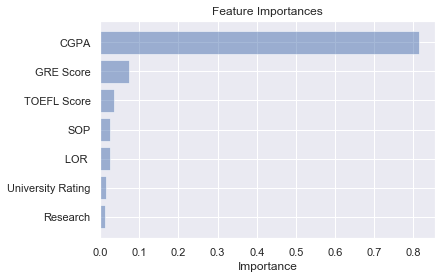 Feature Importances
CGPA
GRE Score
TOEFL Score
SOP
LOR
University Rating
Research
0.0 0.1 0.2 0.3 0.4 0.5 0.6 0.7 0.8
Importance